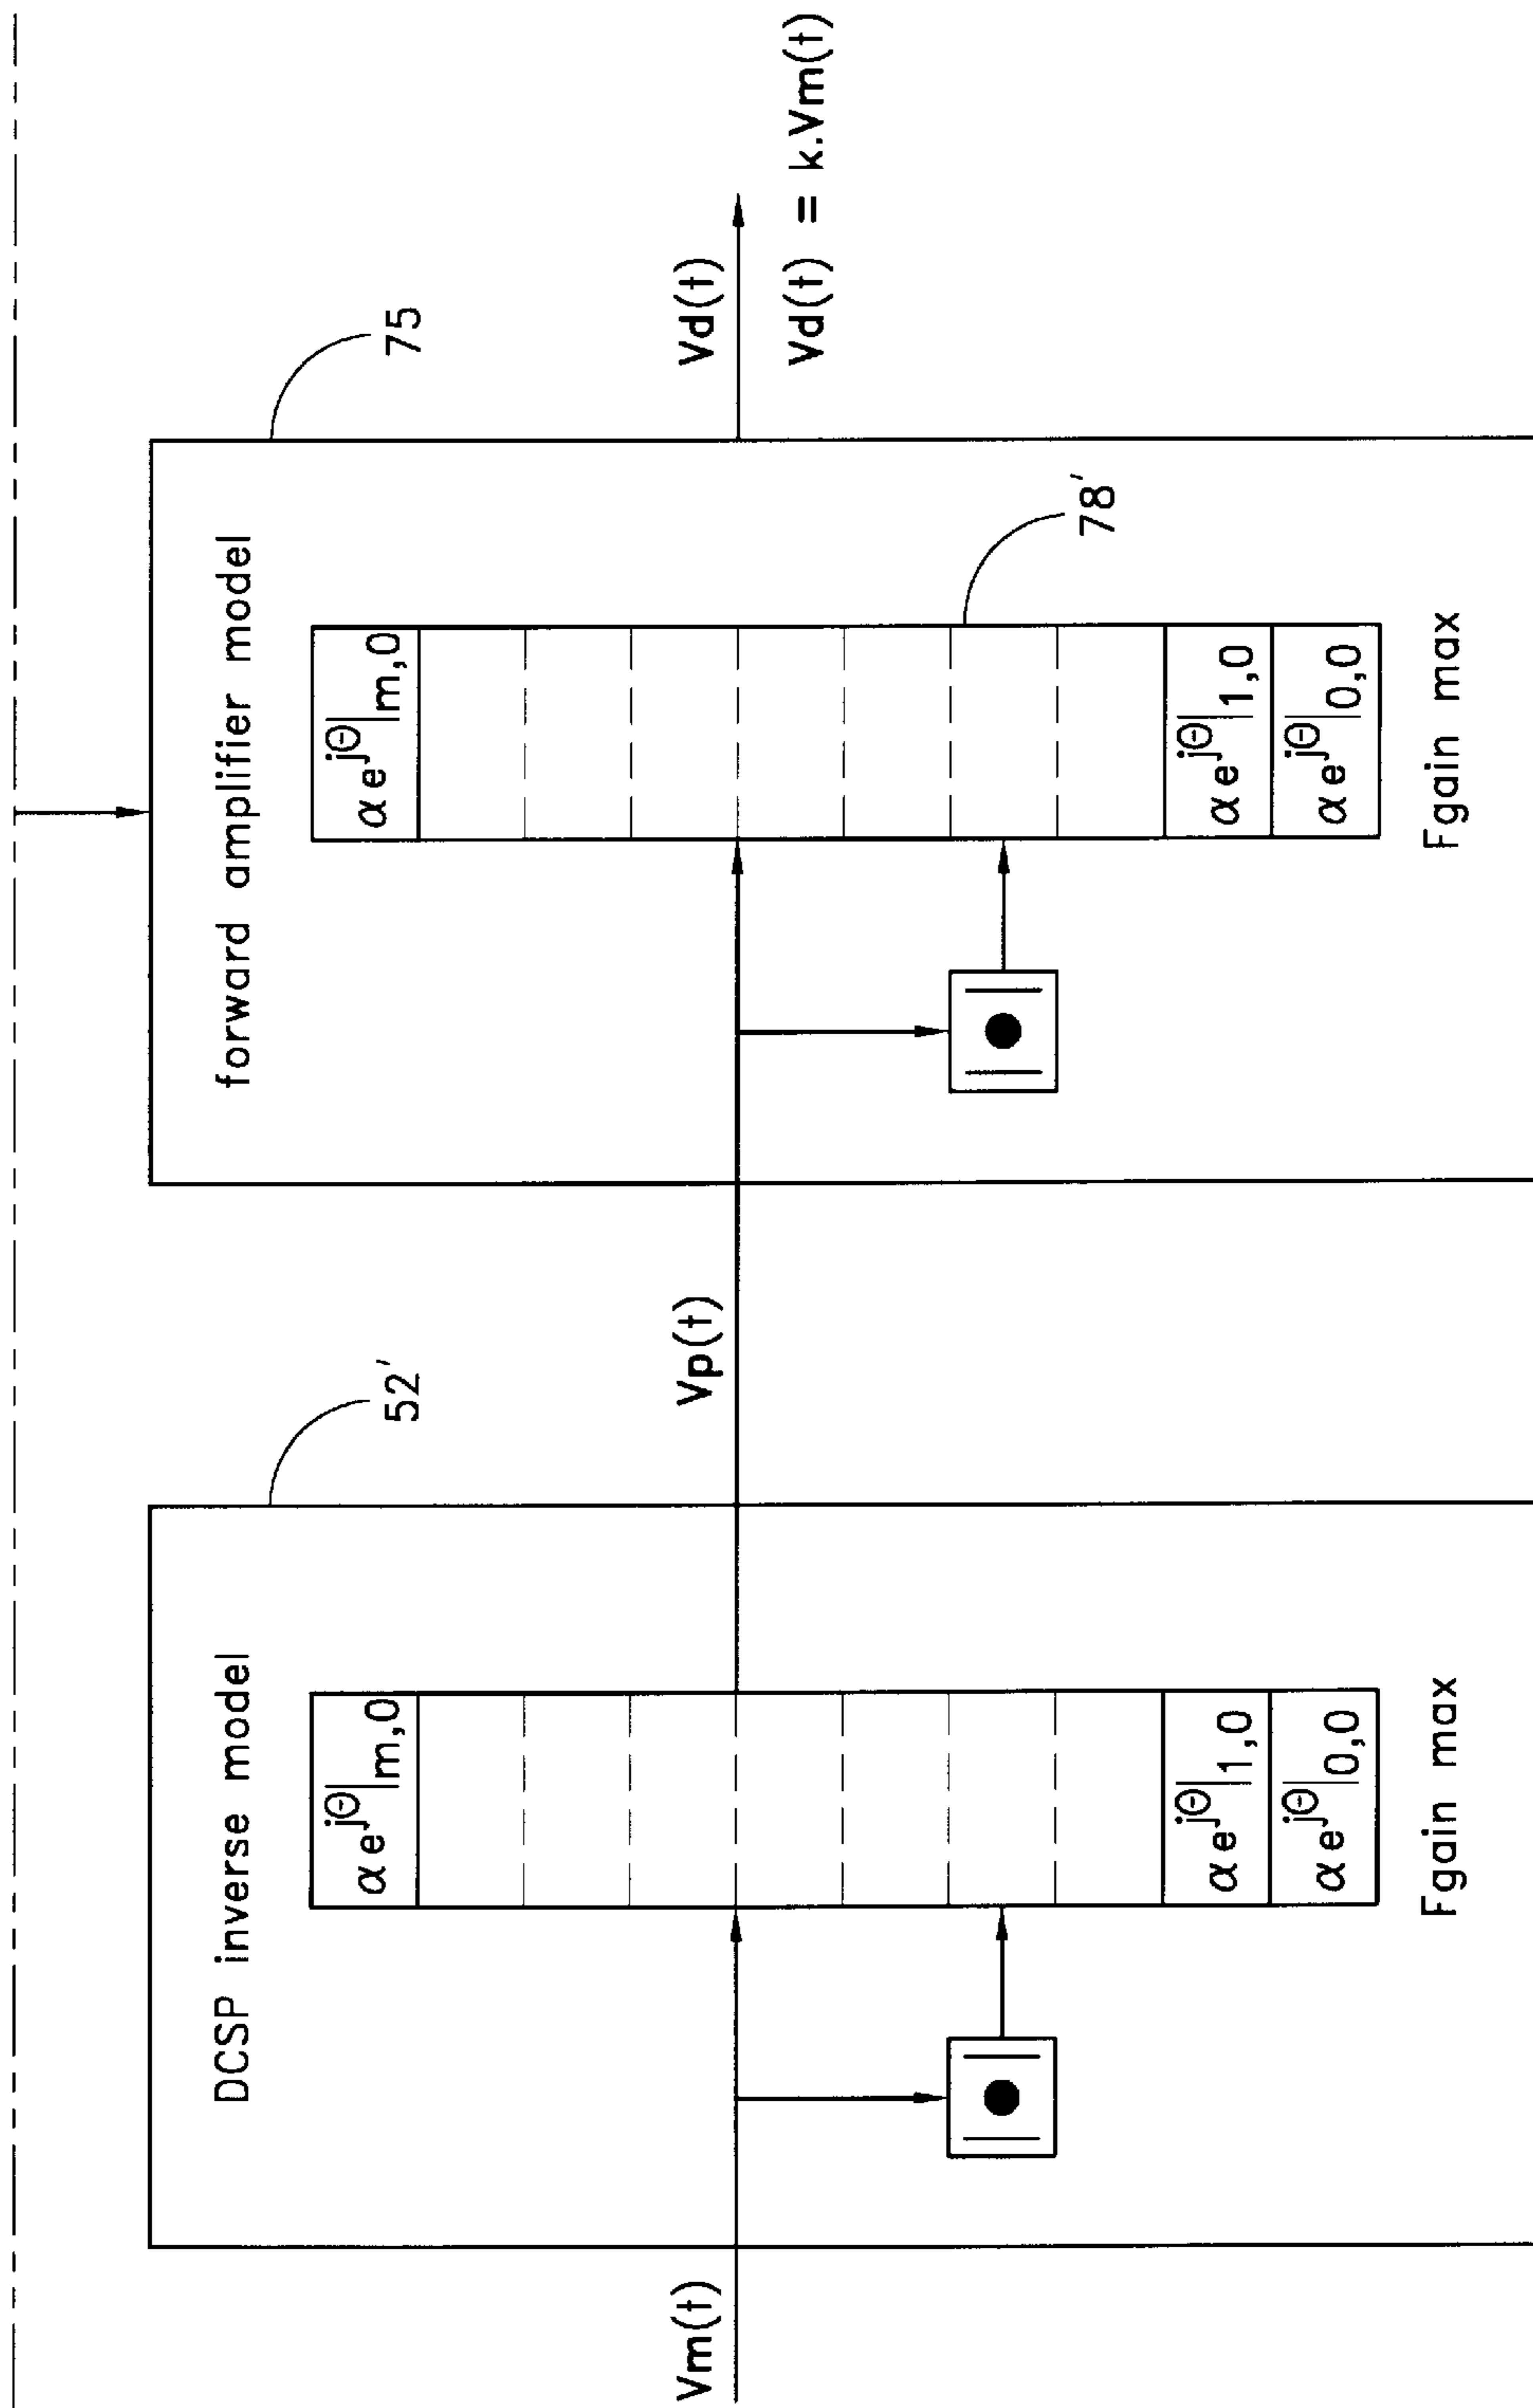 DCSP inverse model
52'
αe^{jΘ}|m,0
αe^{jΘ}|1,0
αe^{jΘ}|0,0
Fgain max
Vm(t)
Vp(t)
forward amplifier model
75
αe^{jΘ}|m,0
αe^{jΘ}|1,0
αe^{jΘ}|0,0
78'
Fgain max
Vd(t)
Vd(t) = k.Vm(t)